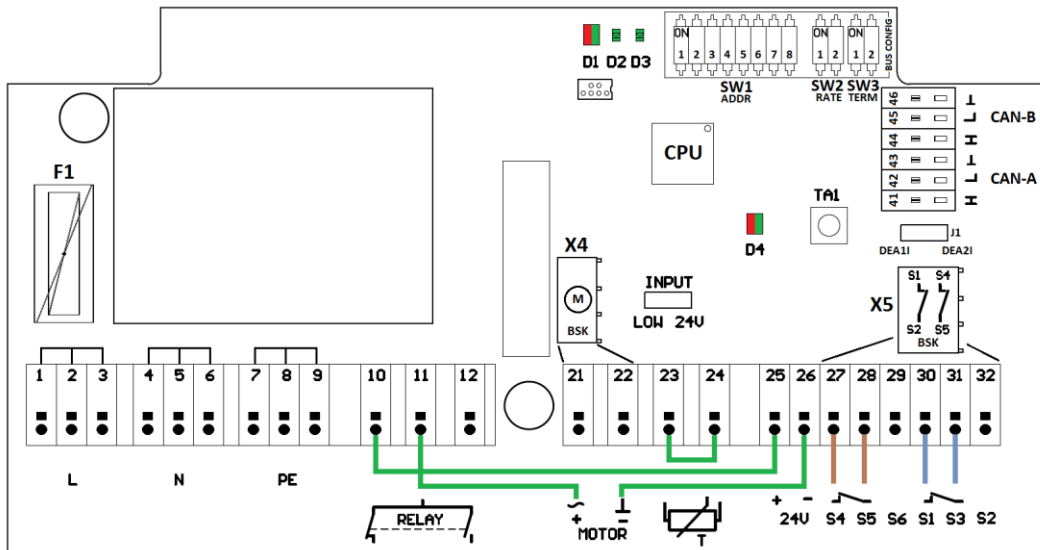 ON ON ON
1 2 3 4 5 6 7 8 1 2 1 2
BUS CONFIG
D1 D2 D3
SW1 SW2 SW3
ADDR RATE TERM
46 ⊥
45 L CAN-B
44 H
43 ⊥
42 L CAN-A
41 H
CPU
F1
TA1
D4
J1
DEA1I DEA2I
X4
M
BSK
INPUT
LOW 24V
X5
S1 S4
S2 S5
BSK
1 2 3 4 5 6 7 8 9 10 11 12 21 22 23 24 25 26 27 28 29 30 31 32
L N PE
RELAY
~ ⊥
+ MOTOR -
T
+ -
24V S4 S5 S6 S1 S3 S2